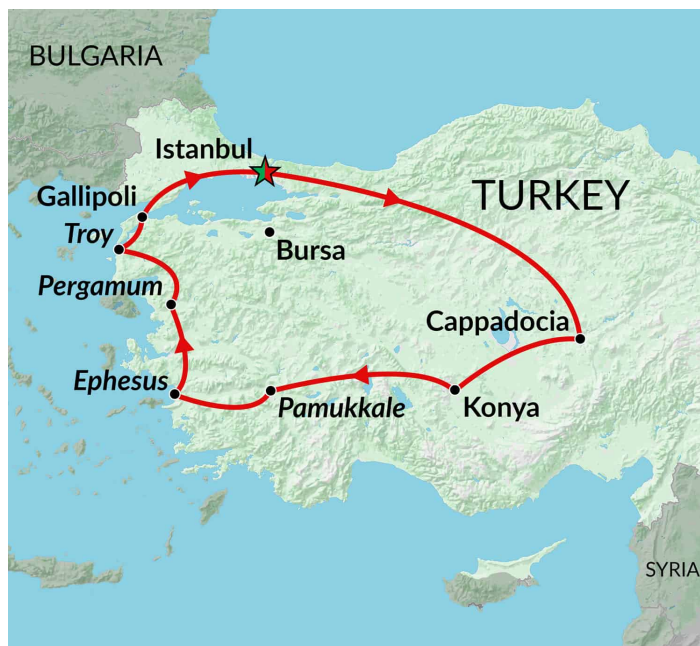 BULGARIA
Istanbul
TURKEY
Gallipoli
Troy
Bursa
Pergamum
Cappadocia
Ephesus
Pamukkale
Konya
SYRIA